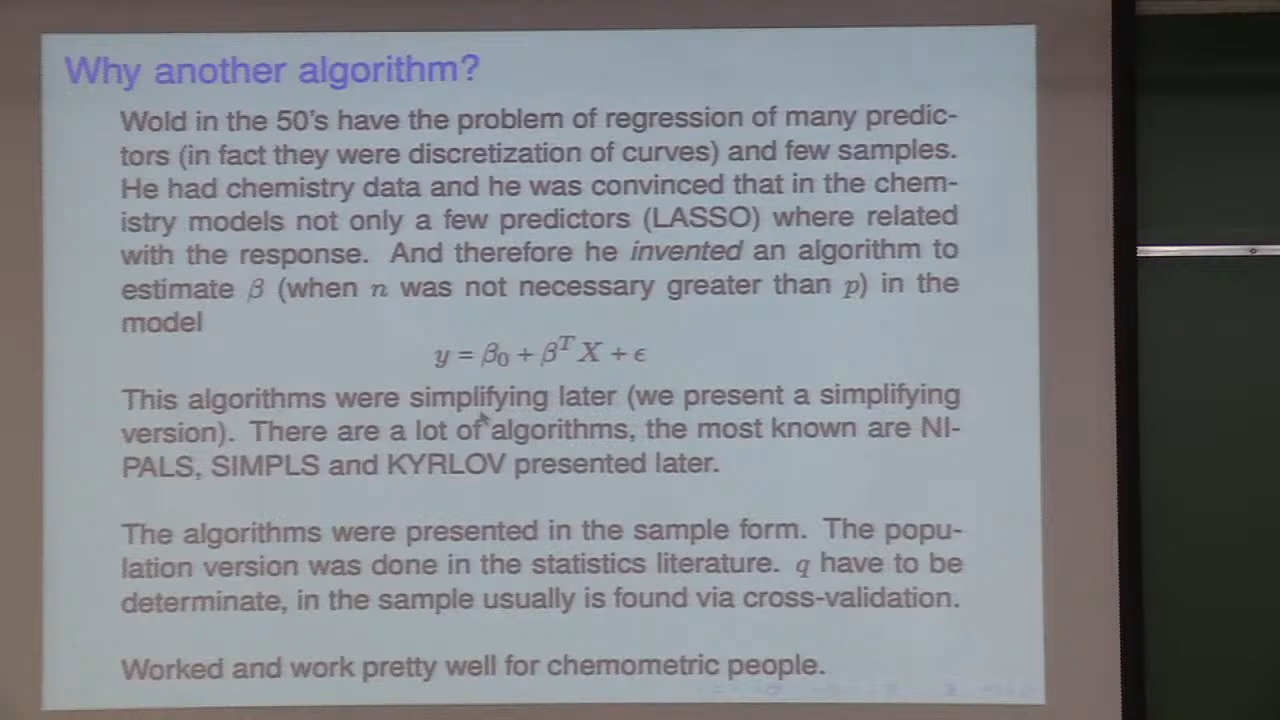 Why another algorithm?
Wold in the 50's have the problem of regression of many predic-
tors (in fact they were discretization of curves) and few samples.
He had chemistry data and he was convinced that in the chem-
istry models not only a few predictors (LASSO) where related
with the response. And therefore he invented an algorithm to
estimate β (when n was not necessary greater than p) in the
model
y = β₀ + βᵀ X + ϵ
This algorithms were simplifying later (we present a simplifying
version). There are a lot of algorithms, the most known are NI-
PALS, SIMPLS and KYRLOV presented later.
The algorithms were presented in the sample form. The popu-
lation version was done in the statistics literature. q have to be
determinate, in the sample usually is found via cross-validation.
Worked and work pretty well for chemometric people.